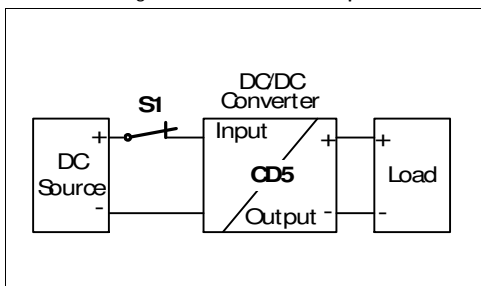 DC/DC
Converter
S1
+
DC
Source
-
Input
CD5
Output
+
-
+
Load
-